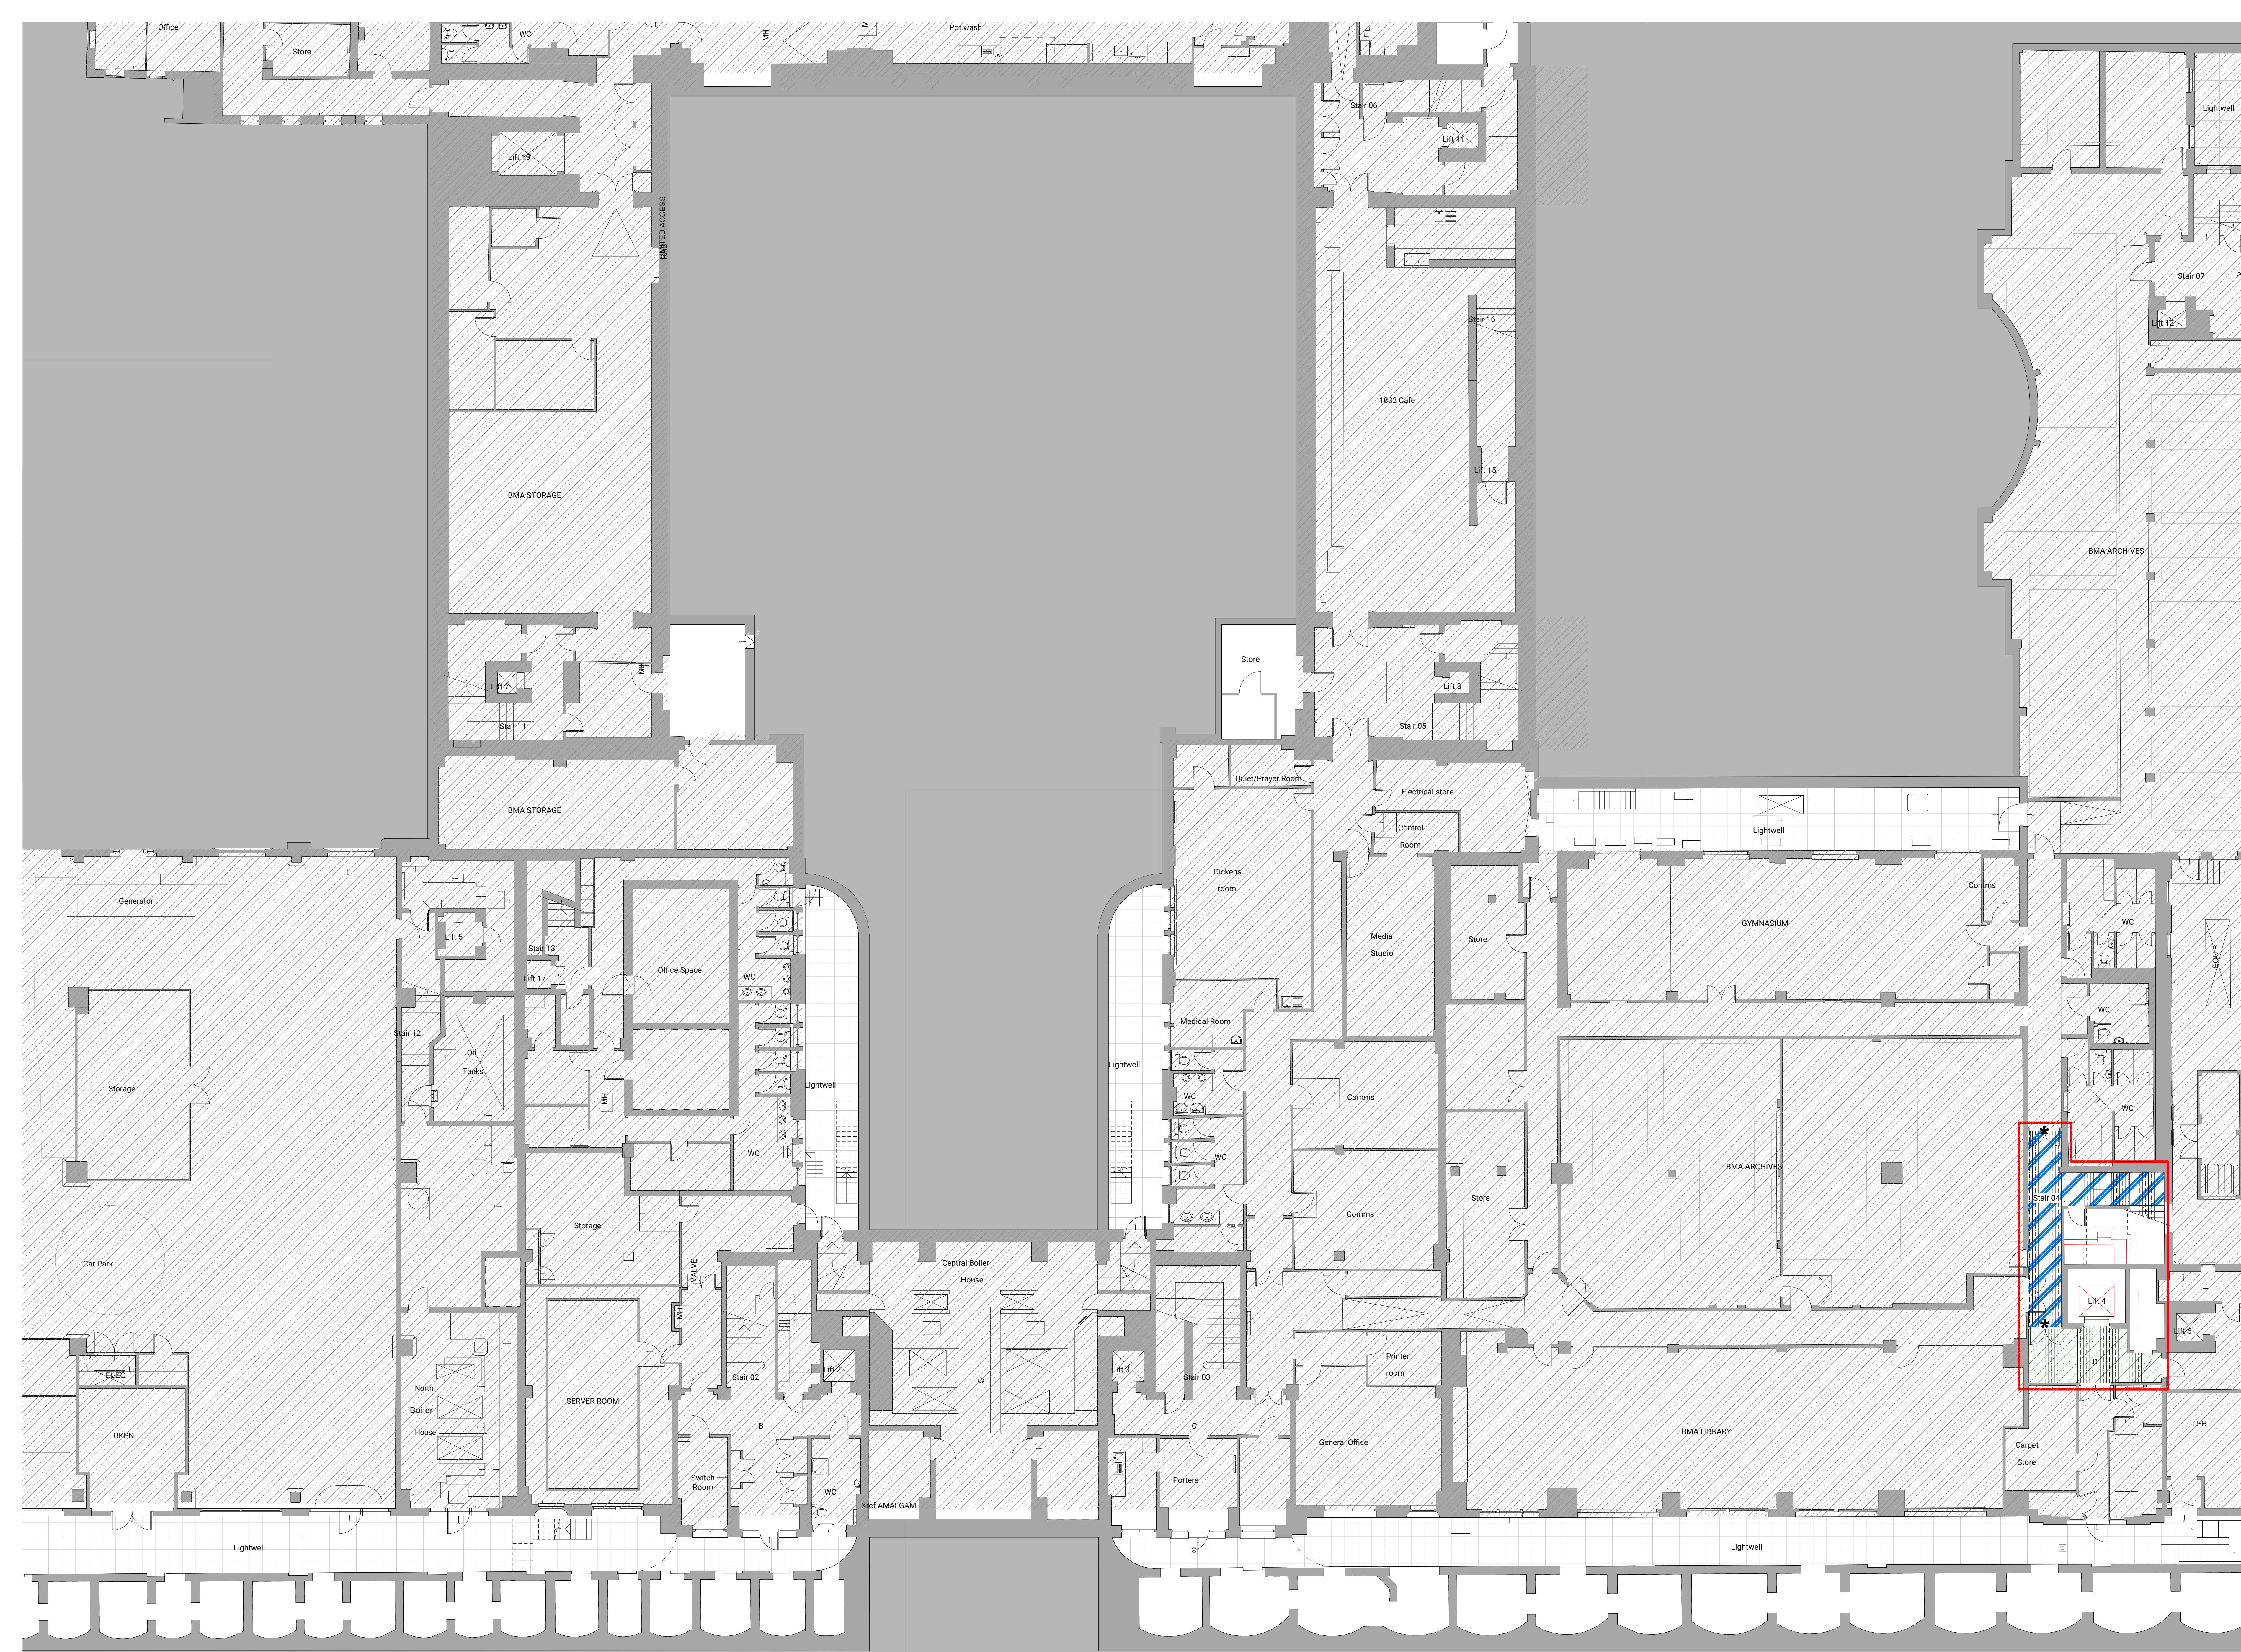 Office
Store
WC
MH
Pot wash
Stair 06
Lift 11
Lightwell
Lift 19
LIMITED ACCESS
Stair 07
Lift 12
Stair 16
1832 Cafe
Lift 15
BMA STORAGE
BMA ARCHIVES
Store
MH
Lift 7
Lift 8
Stair 11
Stair 05
Quiet/Prayer Room
Electrical store
BMA STORAGE
Control
Room
Lightwell
Generator
Dickens
room
Comms
Lift 5
Stair 13
Lift 17
Office Space
WC
Media
Studio
Store
GYMNASIUM
WC
EQUIP
Stair 12
Oil
Tanks
Medical Room
WC
Storage
MH
Lightwell
Lightwell
WC
Comms
WC
WC
WC
BMA ARCHIVES
*
Storage
Comms
Store
Stair 04
Car Park
VALVE
Central Boiler
House
Lift 4
MH
*
Lift 6
ELEC
Lift 2
Lift 3
Stair 02
Stair 03
Printer
room
D
North
Boiler
House
SERVER ROOM
B
C
UKPN
General Office
BMA LIBRARY
LEB
Carpet
Store
Switch
Room
WC
Porters
Xref AMALGAM
Lightwell
Lightwell